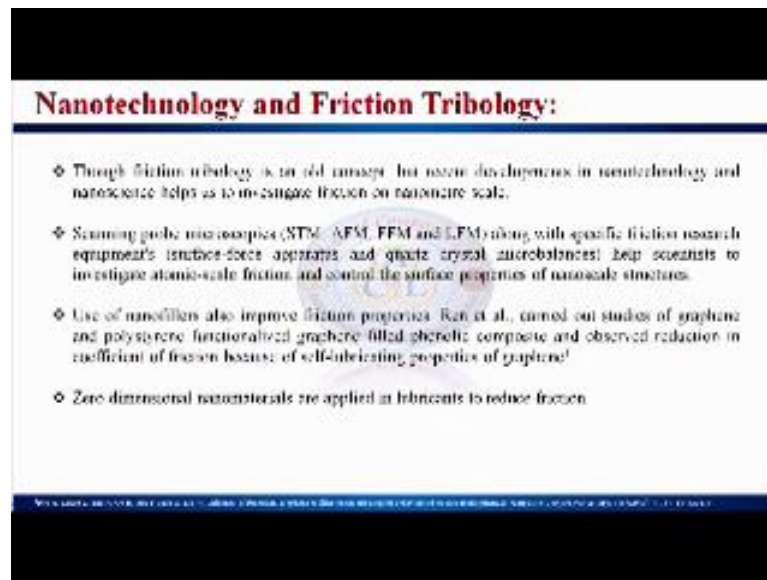 Nanotechnology and Friction Tribology:
❖ Though friction tribology is an old concept, but recent developments in nanotechnology and
nanoscience helps us to investigate friction on nanometre scale.
❖ Scanning probe microscopies (STM, AFM, FFM and LFM) along with specific friction research
equipment's (surface-force apparatus and quartz crystal microbalances) help scientists to
investigate atomic-scale friction and control the surface properties of nanoscale structures.
❖ Use of nanofillers also improve friction properties. Ren et al., carried out studies of graphene
and polystyrene functionalized graphene filled phenolic composite and observed reduction in
coefficient of friction because of self-lubricating properties of graphene¹
❖ Zero dimensional nanomaterials are applied in lubricants to reduce friction